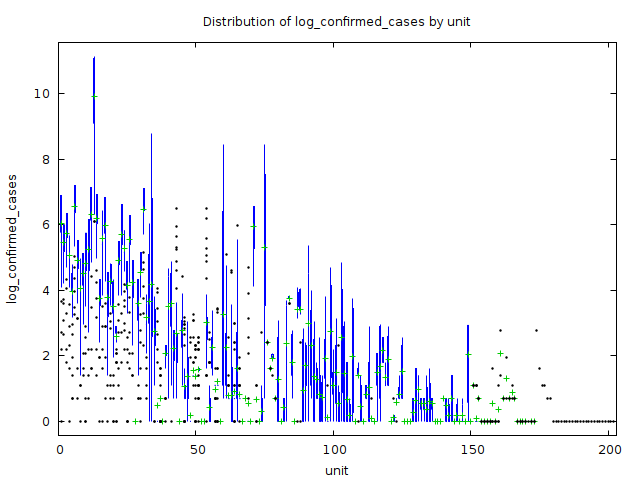 Distribution of log_confirmed_cases by unit
10
8
6
4
2
0
log_confirmed_cases
0 50 100 150 200
unit